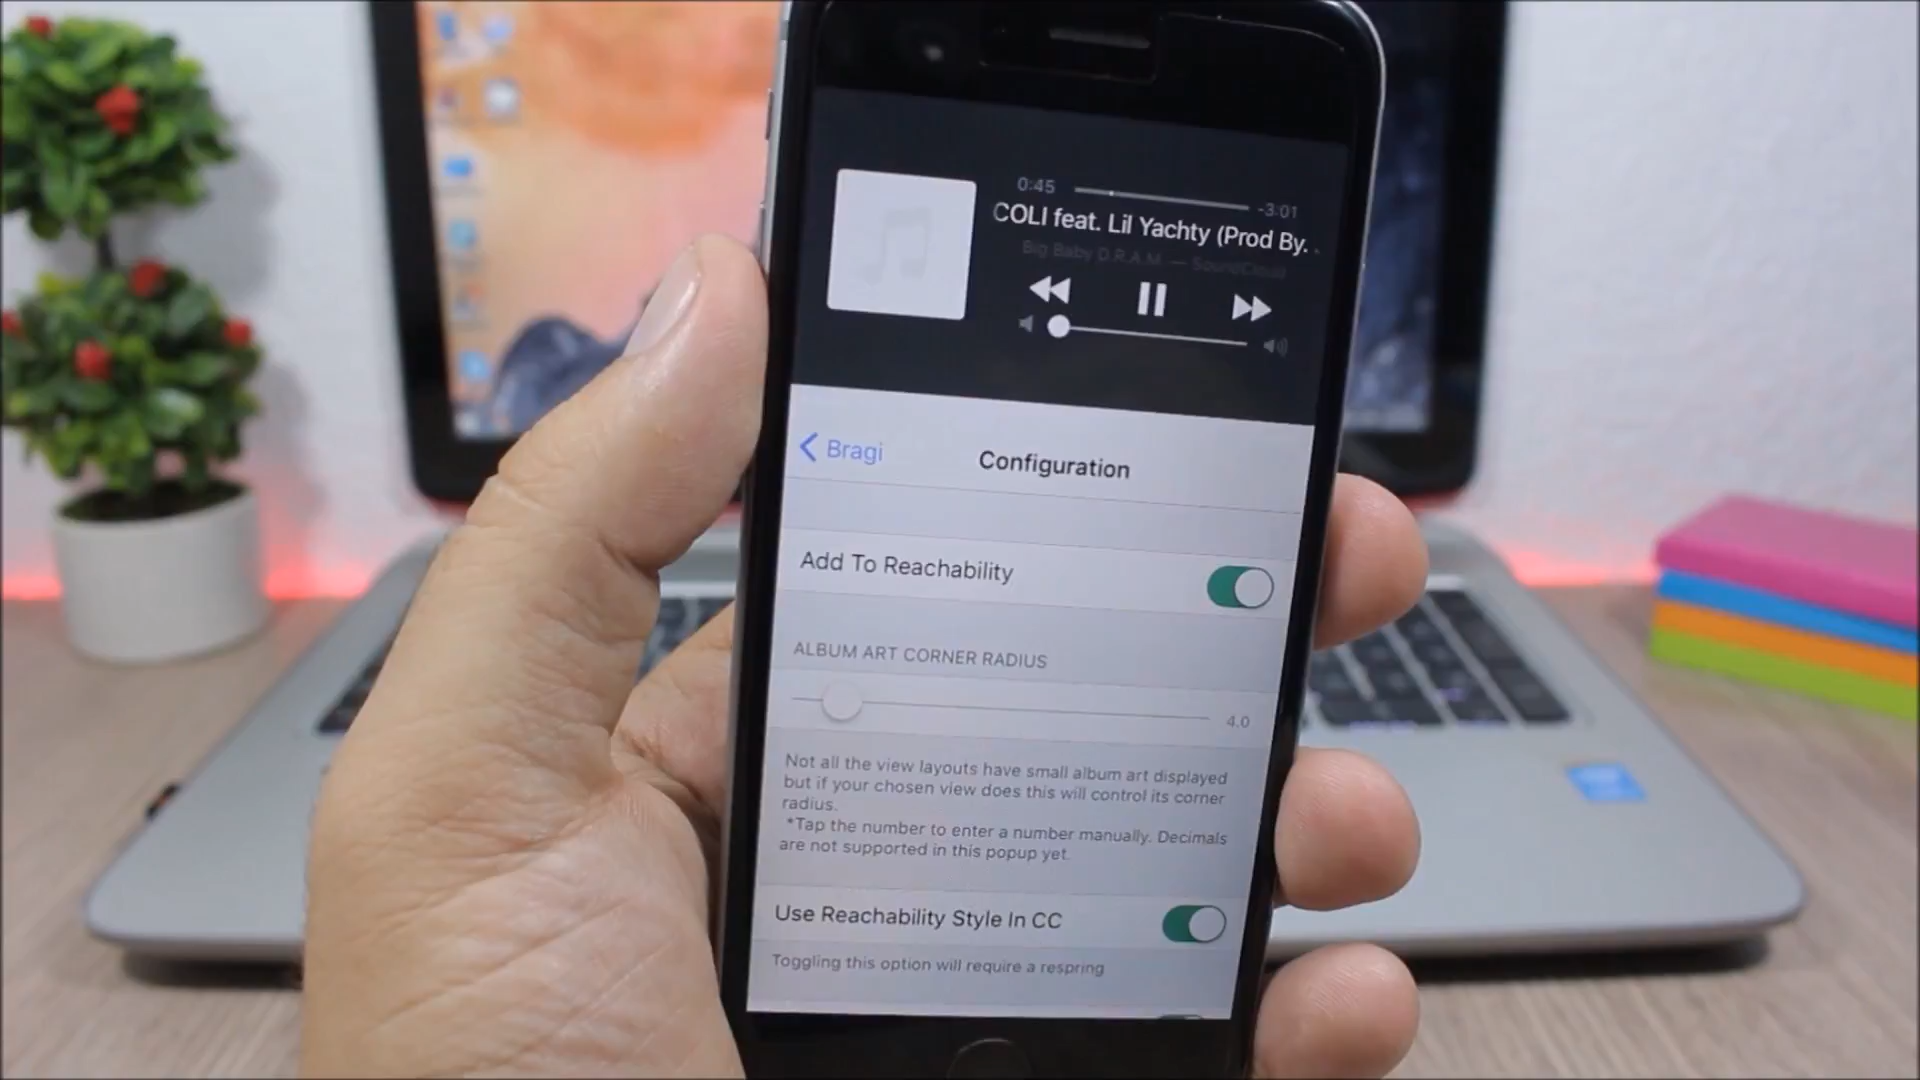 0:45
-3:01
COLI feat. Lil Yachty (Prod By. .
Big Baby D.R.A.M. — SoundCloud
Bragi
Configuration
Add To Reachability
ALBUM ART CORNER RADIUS
4.0
Not all the view layouts have small album art displayed
but if your chosen view does this will control its corner
radius.
*Tap the number to enter a number manually. Decimals
are not supported in this popup yet.
Use Reachability Style In CC
Toggling this option will require a respring